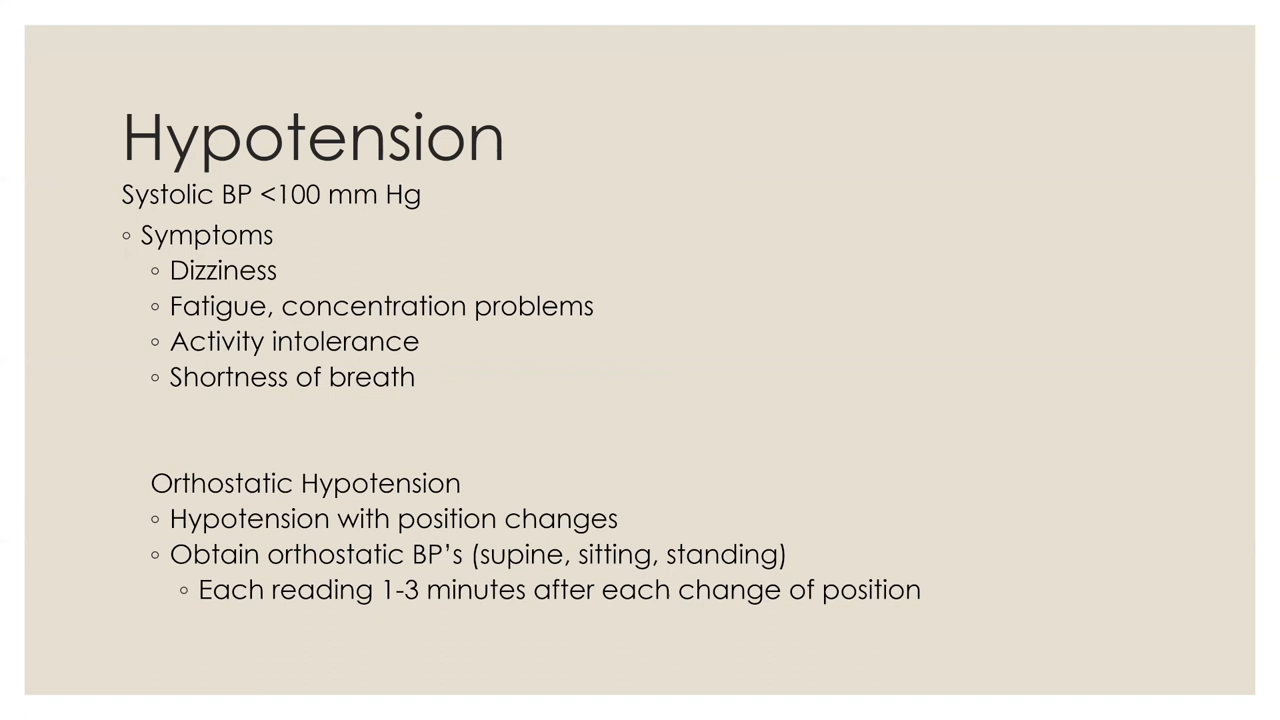 Hypotension
Systolic BP <100 mm Hg
◦ Symptoms
◦ Dizziness
◦ Fatigue, concentration problems
◦ Activity intolerance
◦ Shortness of breath
Orthostatic Hypotension
◦ Hypotension with position changes
◦ Obtain orthostatic BP’s (supine, sitting, standing)
◦ Each reading 1-3 minutes after each change of position